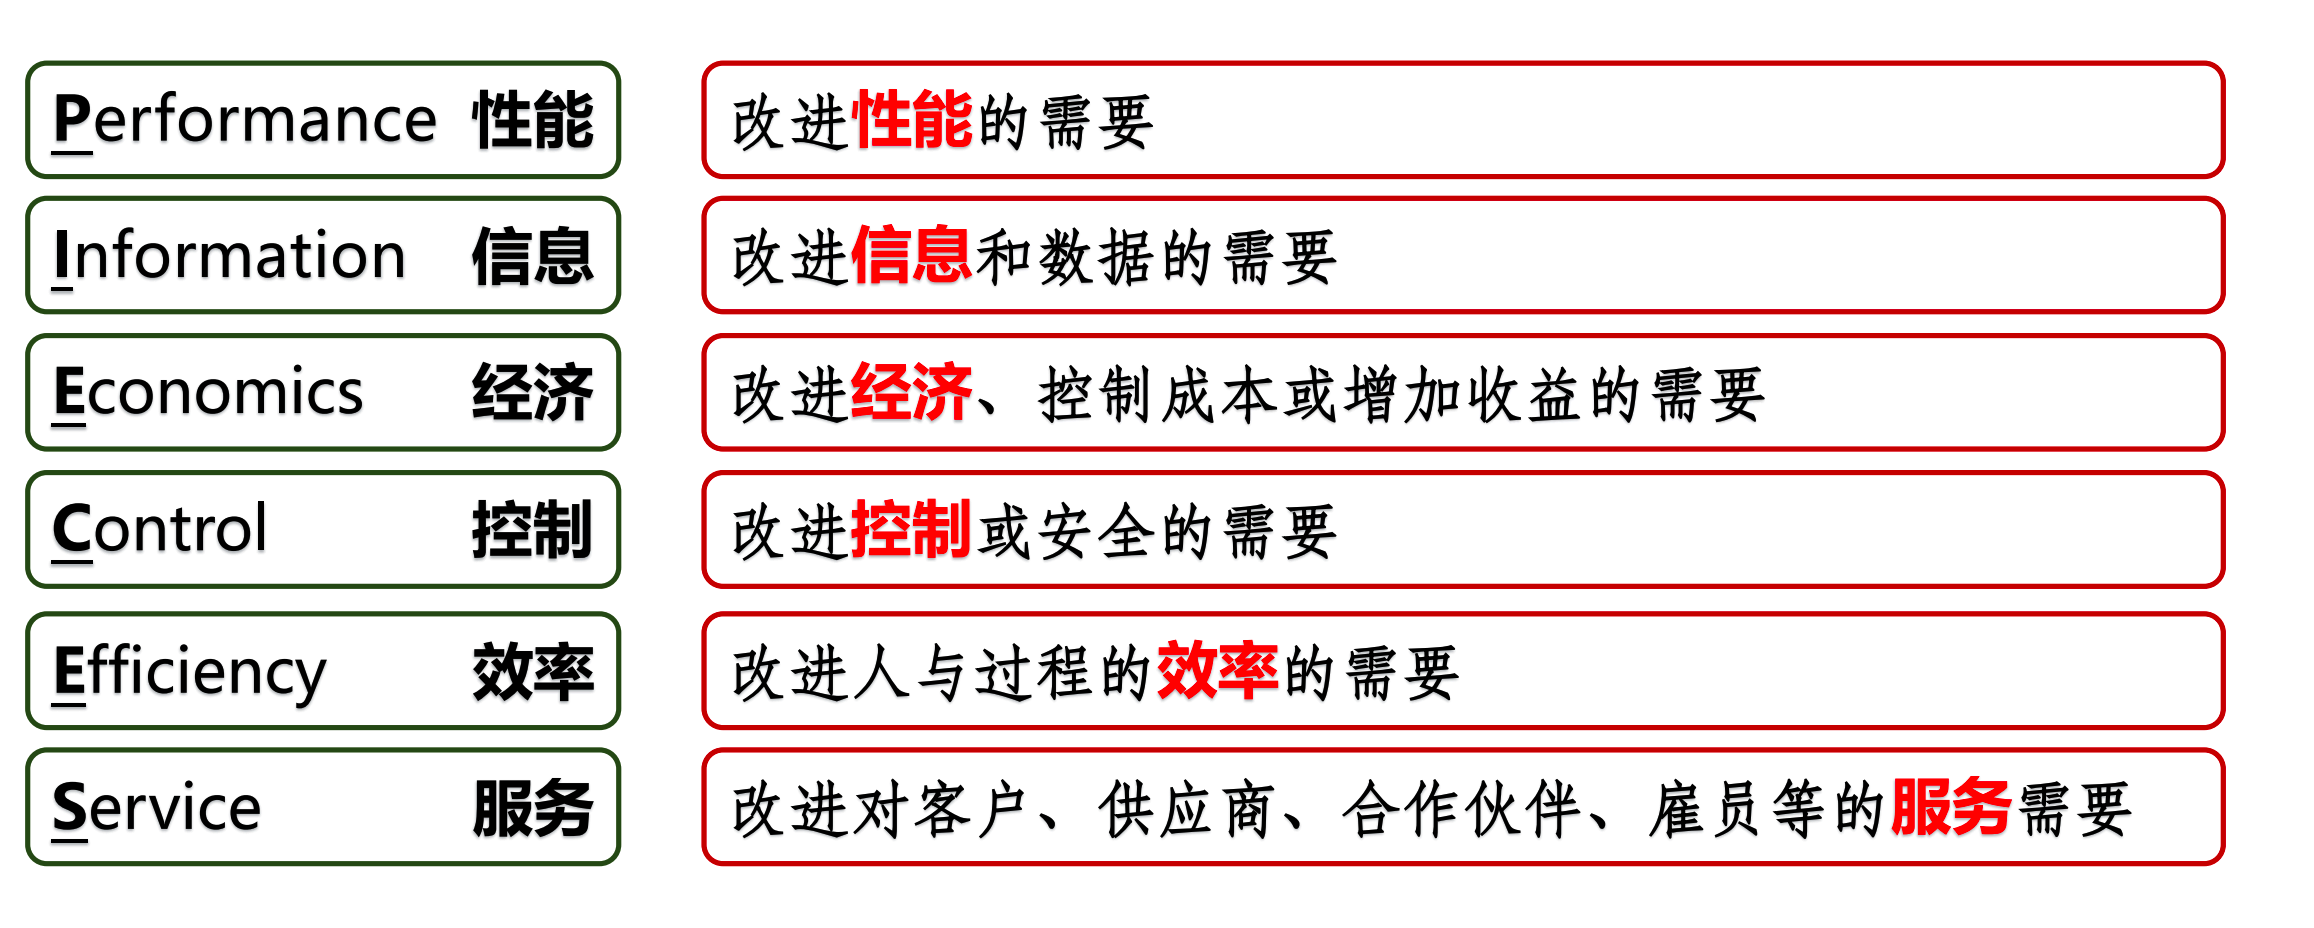 Performance 性能 改进性能的需要
Information 信息 改进信息和数据的需要
Economics 经济 改进经济、控制成本或增加收益的需要
Control 控制 改进控制或安全的需要
Efficiency 效率 改进人与过程的效率的需要
Service 服务 改进对客户、供应商、合作伙伴、雇员等的服务需要